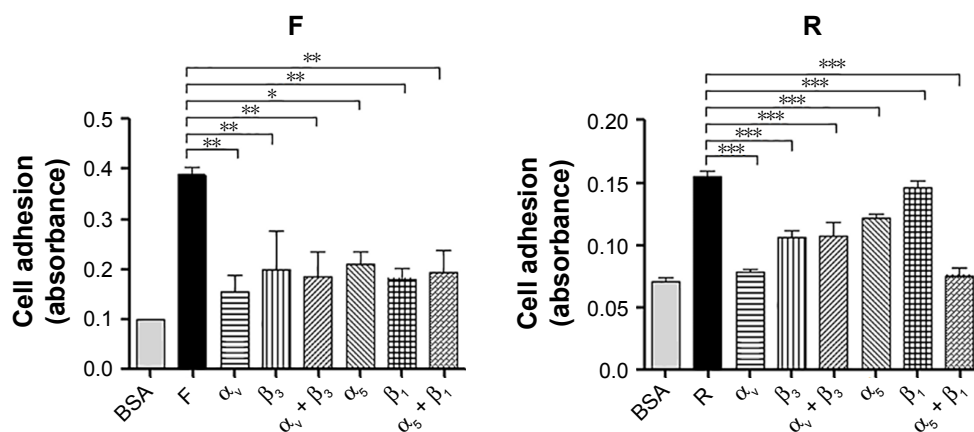 F
**
**
*
**
**
**
0.5
0.4
0.3
0.2
0.1
0.0
Cell adhesion
(absorbance)
BSA
F
αv
β3
αv + β3
α5
β1
α5 + β1
R
***
***
***
***
***
***
0.20
0.15
0.10
0.05
0.00
Cell adhesion
(absorbance)
BSA
R
αv
β3
αv + β3
α5
β1
α5 + β1